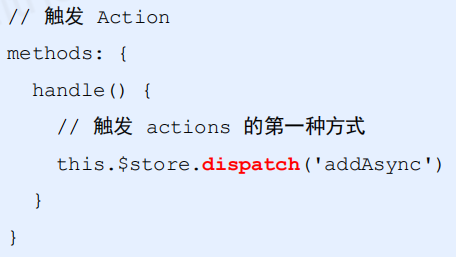 // 触发 Action
methods: {
  handle() {
    // 触发 actions 的第一种方式
    this.$store.dispatch('addAsync')
  }
}